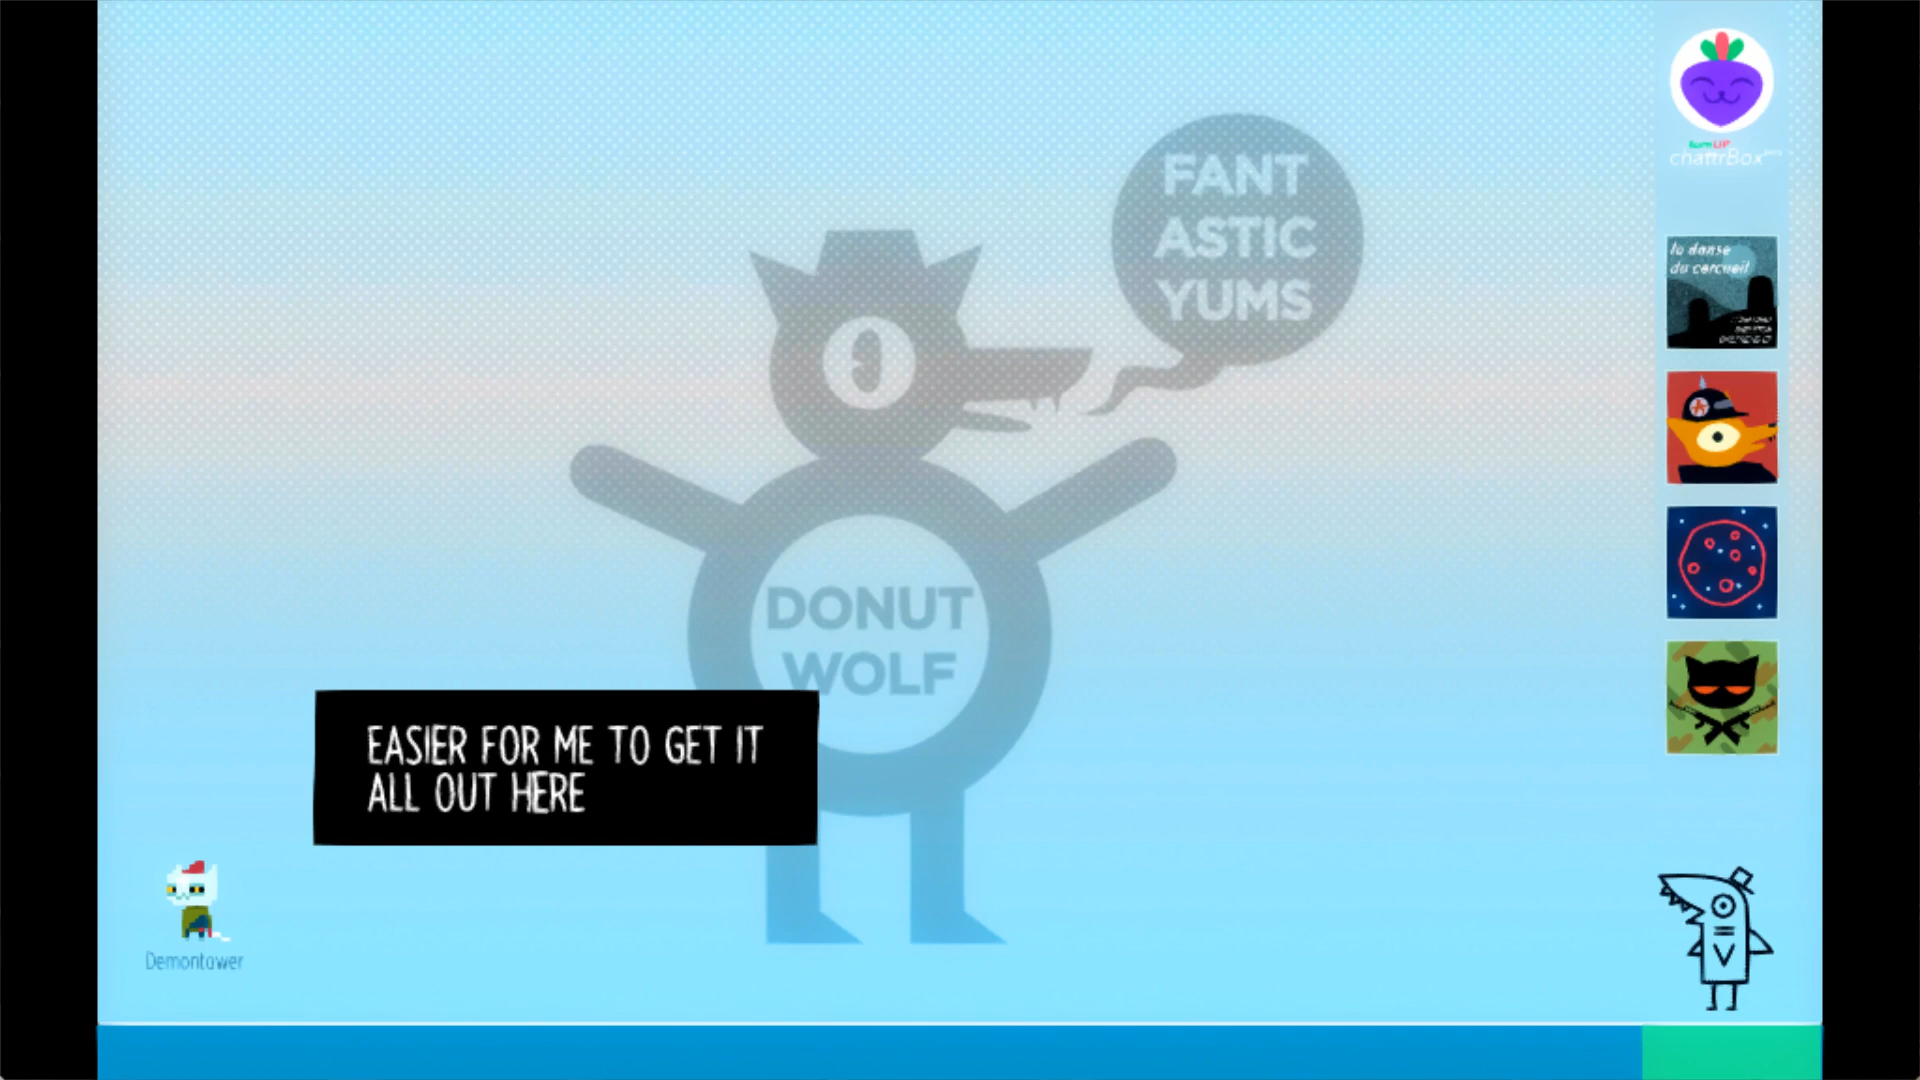 FANT
ASTIC
YUMS
turnUP
chattrBox
la danse
du cercueil
DONUT
WOLF
EASIER FOR ME TO GET IT
ALL OUT HERE
Demontower